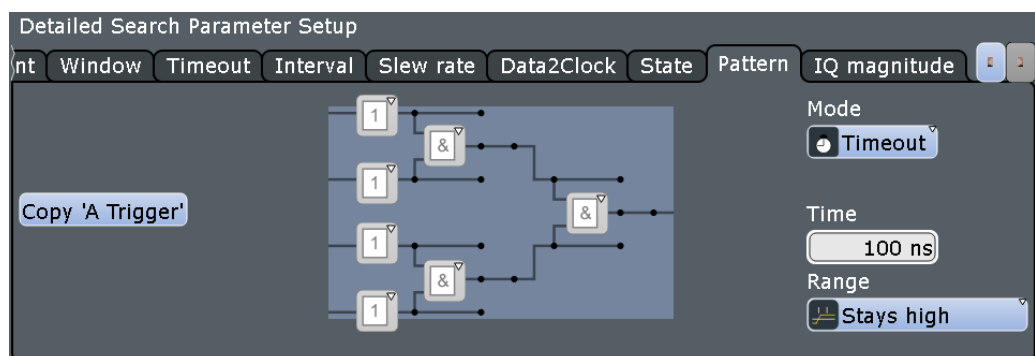 Detailed Search Parameter Setup
nt Window Timeout Interval Slew rate Data2Clock State Pattern IQ magnitude
1
Mode
&
Timeout
1
Copy 'A Trigger'
&
Time
1
100 ns
Range
&
1
Stays high